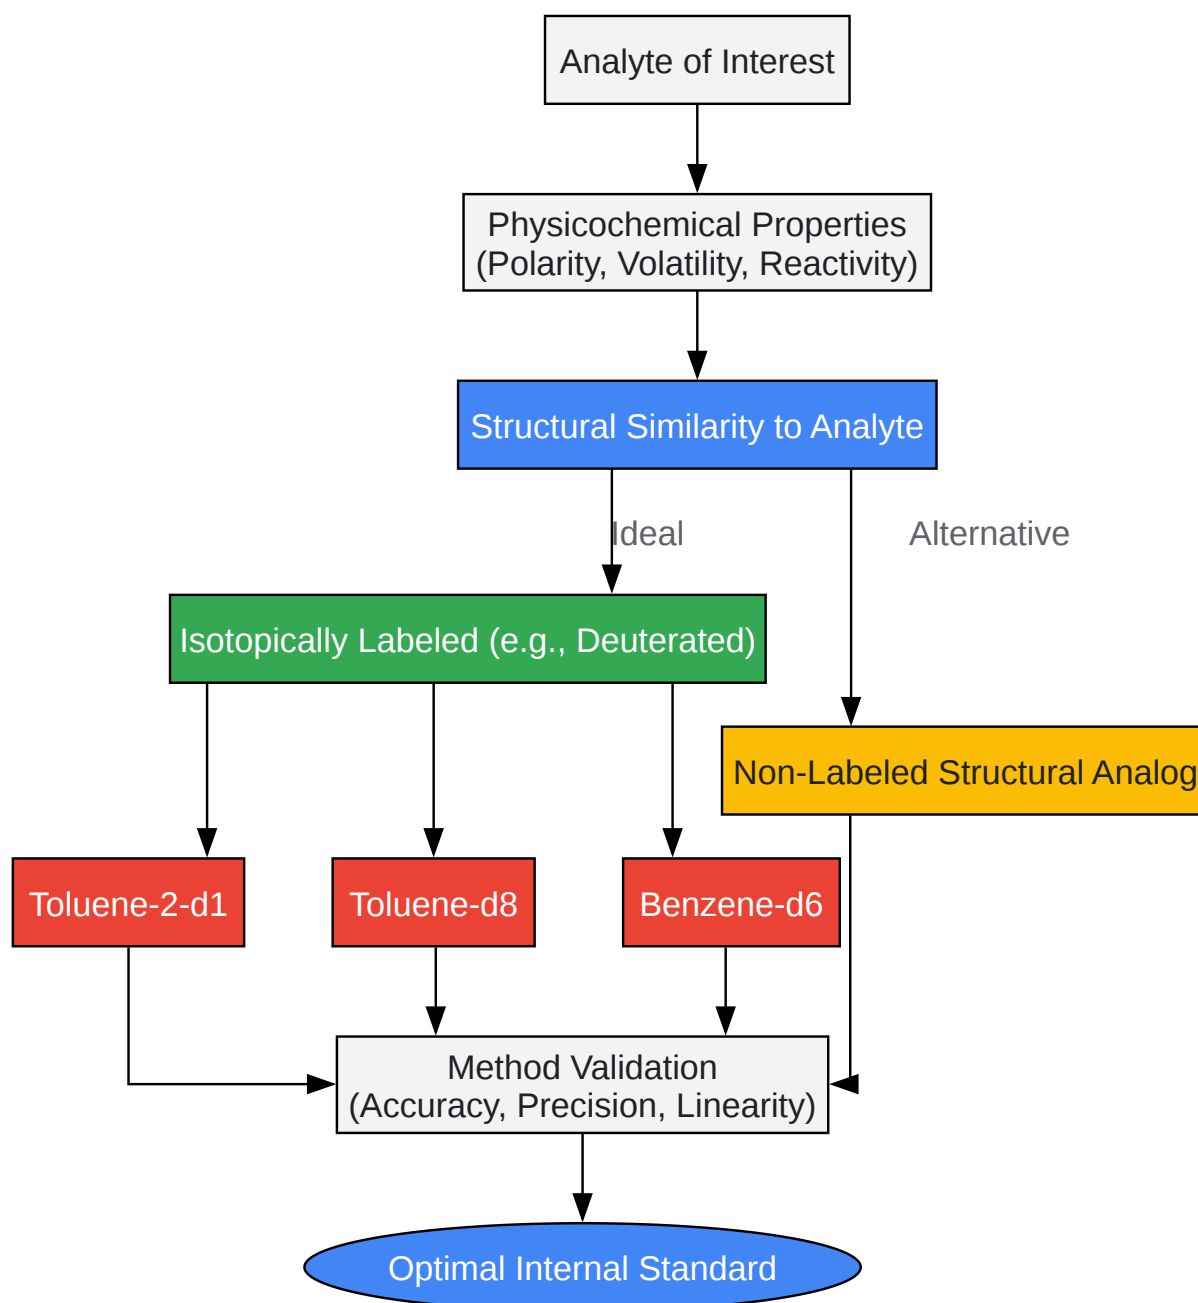 Analyte of Interest
Physicochemical Properties
(Polarity, Volatility, Reactivity)
Structural Similarity to Analyte
Ideal
Alternative
Isotopically Labeled (e.g., Deuterated)
Non-Labeled Structural Analog
Toluene-2-d1
Toluene-d8
Benzene-d6
Method Validation
(Accuracy, Precision, Linearity)
Optimal Internal Standard